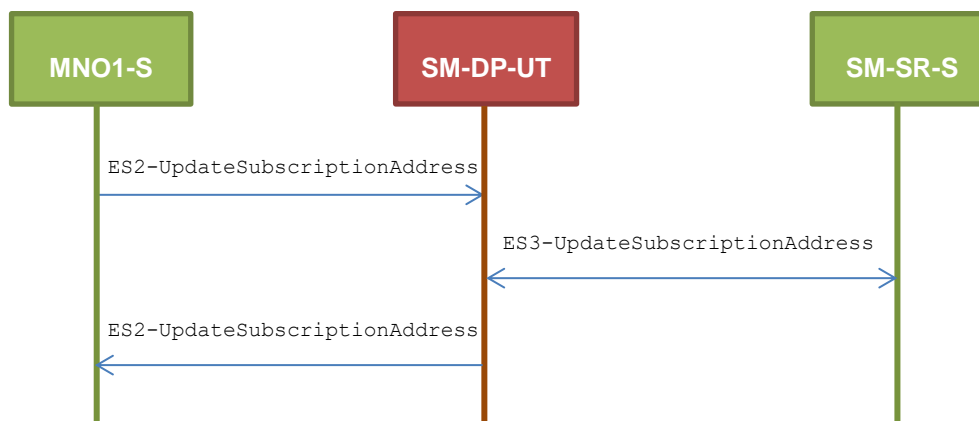 MNO1-S
SM-DP-UT
SM-SR-S
ES2-UpdateSubscriptionAddress
ES3-UpdateSubscriptionAddress
ES2-UpdateSubscriptionAddress